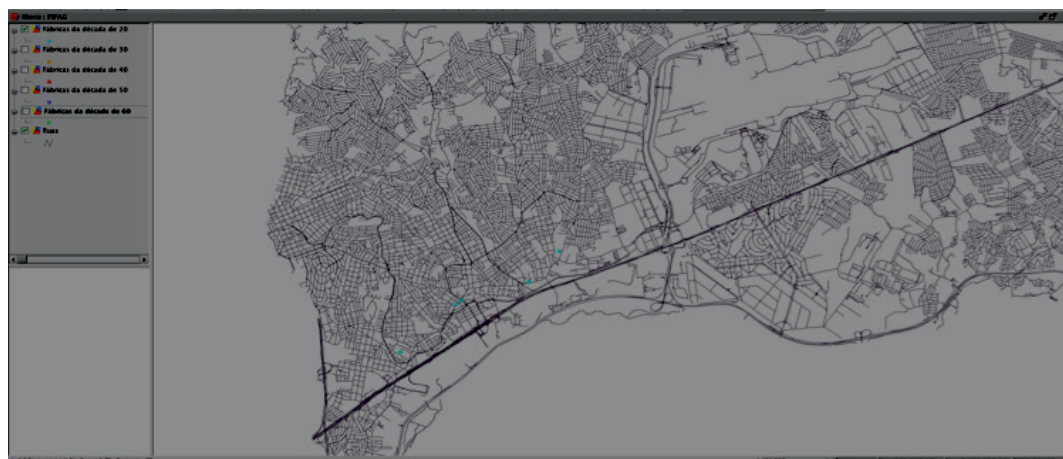 Fábricas da década de 20
Fábricas da década de 30
Fábricas da década de 40
Fábricas da década de 50
Fábricas da década de 60
Ruas